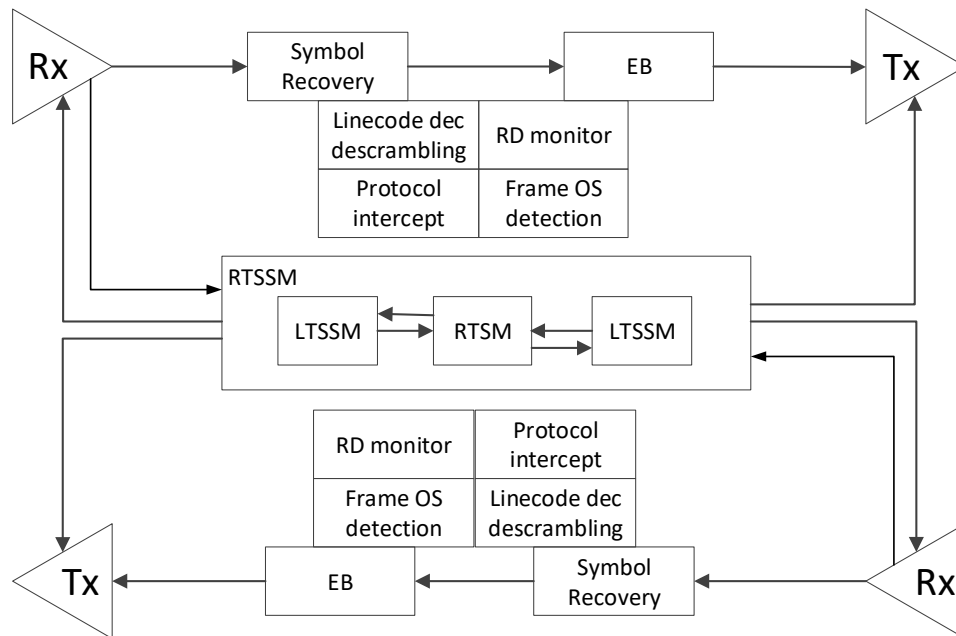 Rx
Symbol
Recovery
EB
Tx
Linecode dec
descrambling
RD monitor
Protocol
intercept
Frame OS
detection
RTSSM
LTSSM
RTSM
LTSSM
RD monitor
Protocol
intercept
Frame OS
detection
Linecode dec
descrambling
Tx
EB
Symbol
Recovery
Rx